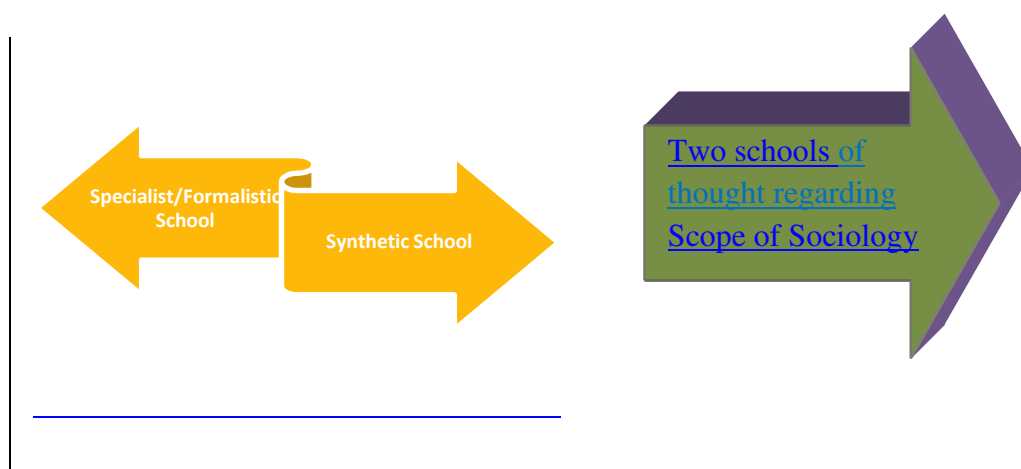 Specialist/Formalistic
School
Synthetic School
Two schools of
thought regarding
Scope of Sociology